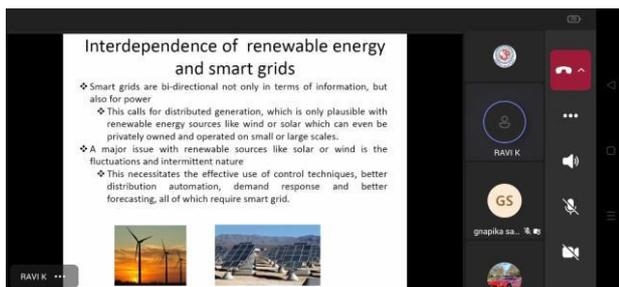 Interdependence of renewable energy
and smart grids
❖ Smart grids are bi-directional not only in terms of information, but
also for power
❖ This calls for distributed generation, which is only plausible with
renewable energy sources like wind or solar which can even be
privately owned and operated on small or large scales.
❖ A major issue with renewable sources like solar or wind is the
fluctuations and intermittent nature
❖ This necessitates the effective use of control techniques, better
distribution automation, demand response and better
forecasting, all of which require smart grid.
RAVI K
RAVI K
GS
gnapika sa...